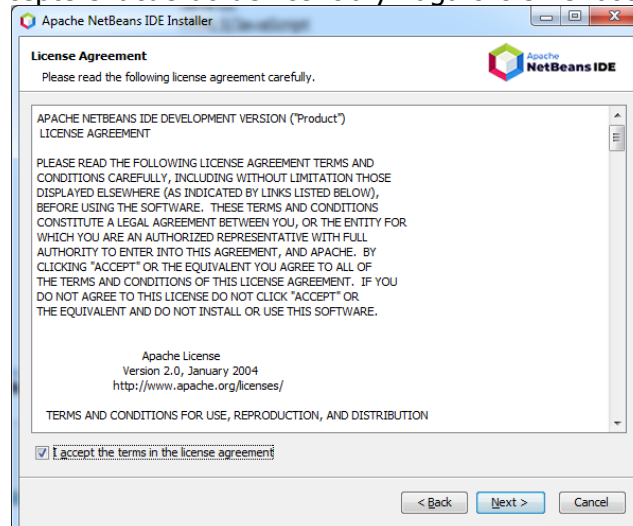 Apache NetBeans IDE Installer
License Agreement
Please read the following license agreement carefully.
Apache
NetBeans IDE
APACHE NETBEANS IDE DEVELOPMENT VERSION ("Product")
LICENSE AGREEMENT
PLEASE READ THE FOLLOWING LICENSE AGREEMENT TERMS AND
CONDITIONS CAREFULLY, INCLUDING WITHOUT LIMITATION THOSE
DISPLAYED ELSEWHERE (AS INDICATED BY LINKS LISTED BELOW),
BEFORE USING THE SOFTWARE.  THESE TERMS AND CONDITIONS
CONSTITUTE A LEGAL AGREEMENT BETWEEN YOU, OR THE ENTITY FOR
WHICH YOU ARE AN AUTHORIZED REPRESENTATIVE WITH FULL
AUTHORITY TO ENTER INTO THIS AGREEMENT, AND APACHE.  BY
CLICKING "ACCEPT" OR THE EQUIVALENT YOU AGREE TO ALL OF
THE TERMS AND CONDITIONS OF THIS LICENSE AGREEMENT.  IF YOU
DO NOT AGREE TO THIS LICENSE DO NOT CLICK "ACCEPT" OR
THE EQUIVALENT AND DO NOT INSTALL OR USE THIS SOFTWARE.
Apache License
Version 2.0, January 2004
http://www.apache.org/licenses/
TERMS AND CONDITIONS FOR USE, REPRODUCTION, AND DISTRIBUTION
I accept the terms in the license agreement
< Back
Next >
Cancel